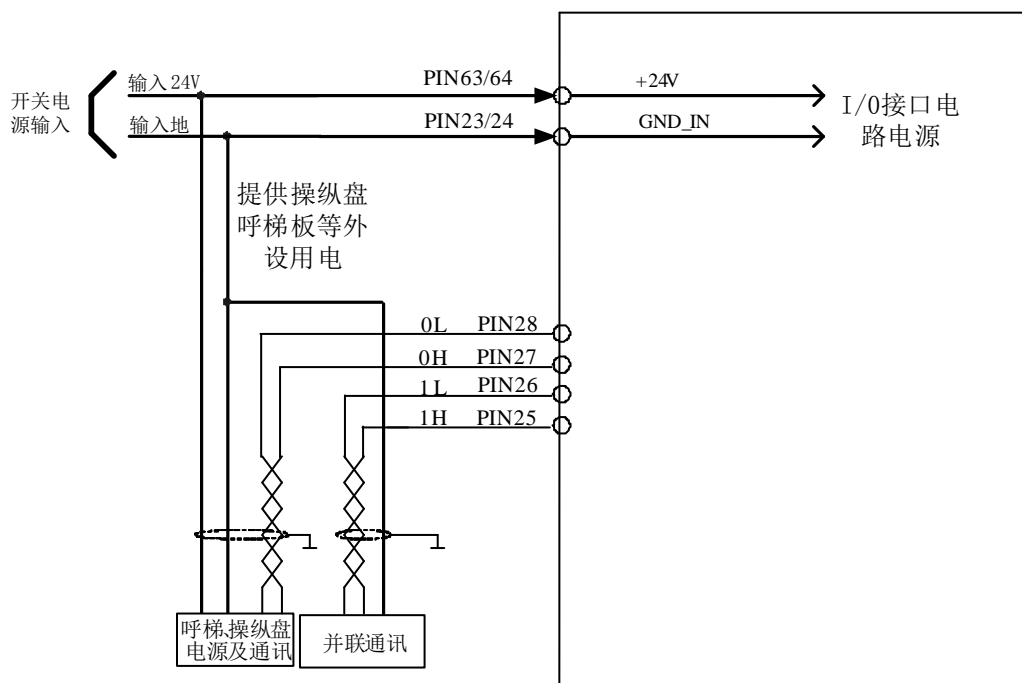 开关电
源输入
输入24V
PIN63/64
+24V
输入地
PIN23/24
GND_IN
I/O接口电
路电源
提供操纵盘
呼梯板等外
设用电
0L PIN28
0H PIN27
1L PIN26
1H PIN25
呼梯、操纵盘
电源及通讯
并联通讯